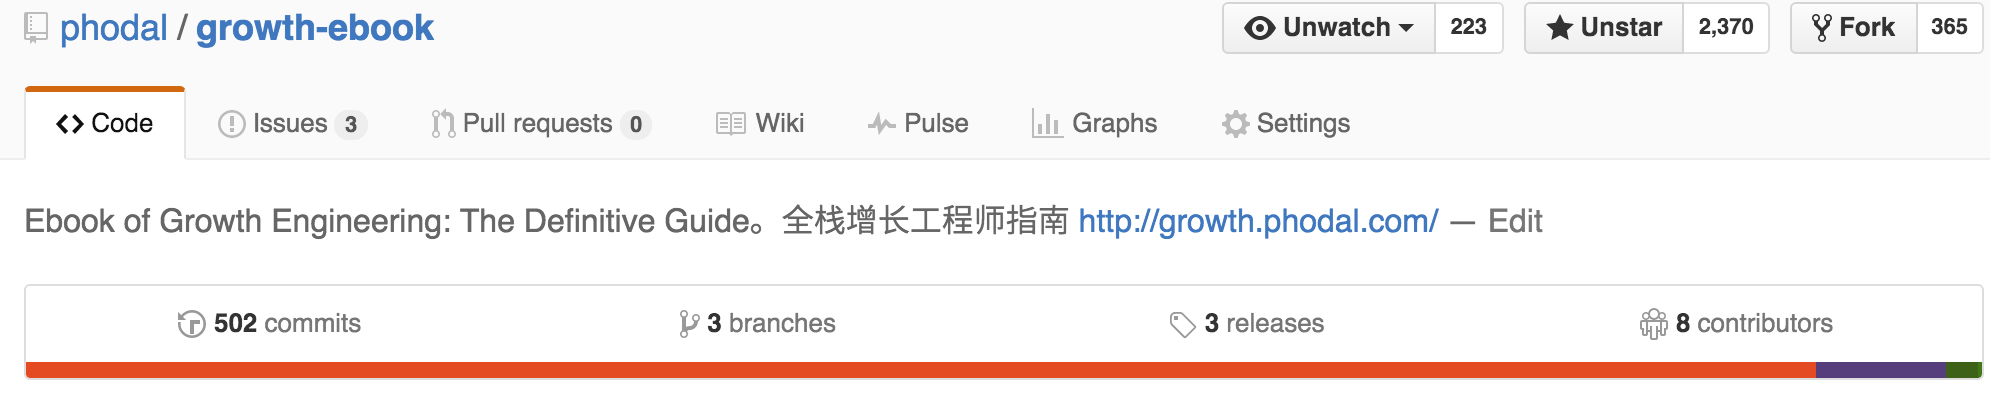 phodal / growth-ebook Unwatch 223 Unstar 2,370 Fork 365
Code Issues 3 Pull requests 0 Wiki Pulse Graphs Settings
Ebook of Growth Engineering: The Definitive Guide。全栈增长工程师指南 http://growth.phodal.com/ — Edit
502 commits 3 branches 3 releases 8 contributors